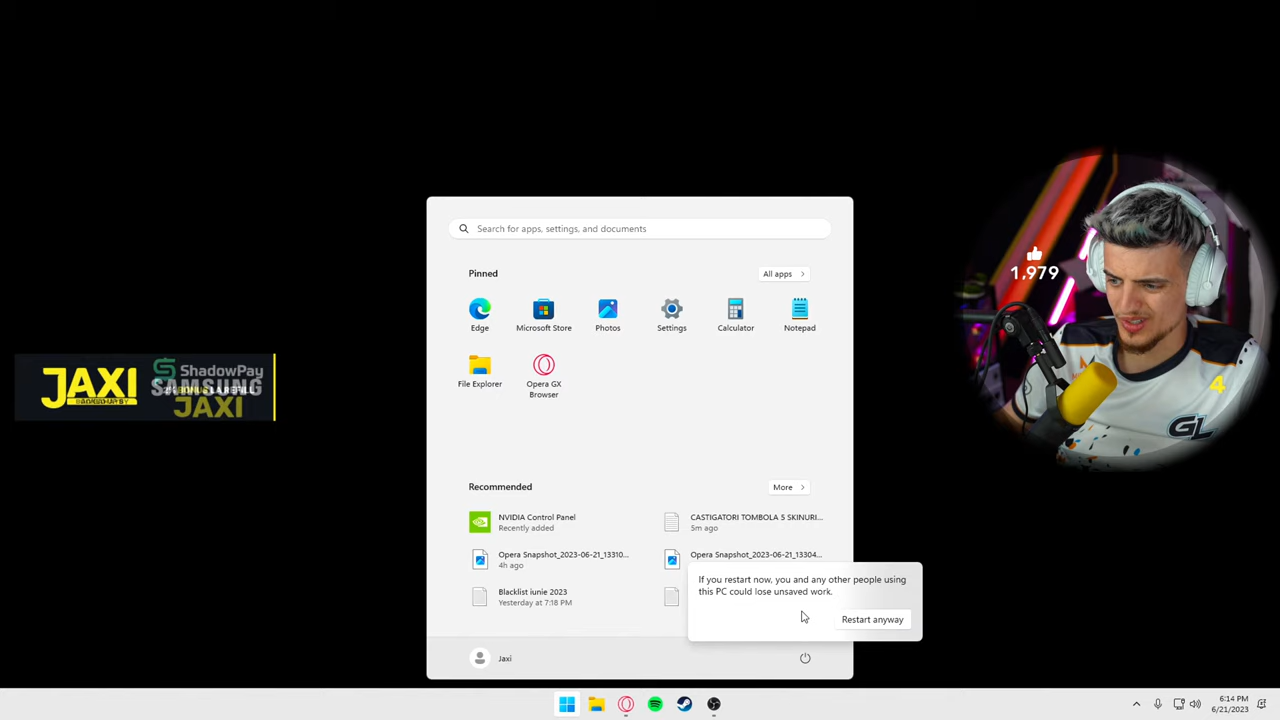 Search for apps, settings, and documents
Pinned
All apps
Edge
Microsoft Store
Photos
Settings
Calculator
Notepad
File Explorer
Opera GX
Browser
1,979
JAXI
ShadowPay
SAMSUNG
JAXI
4
GL
Recommended
More
NVIDIA Control Panel
Recently added
CASTIGATORI TOMBOLA 5 SKINURI...
5m ago
Opera Snapshot_2023-06-21_13310...
4h ago
Opera Snapshot_2023-06-21_13304...
Blacklist iunie 2023
Yesterday at 7:18 PM
If you restart now, you and any other people using
this PC could lose unsaved work.
Restart anyway
Jaxi
6:14 PM
6/21/2023